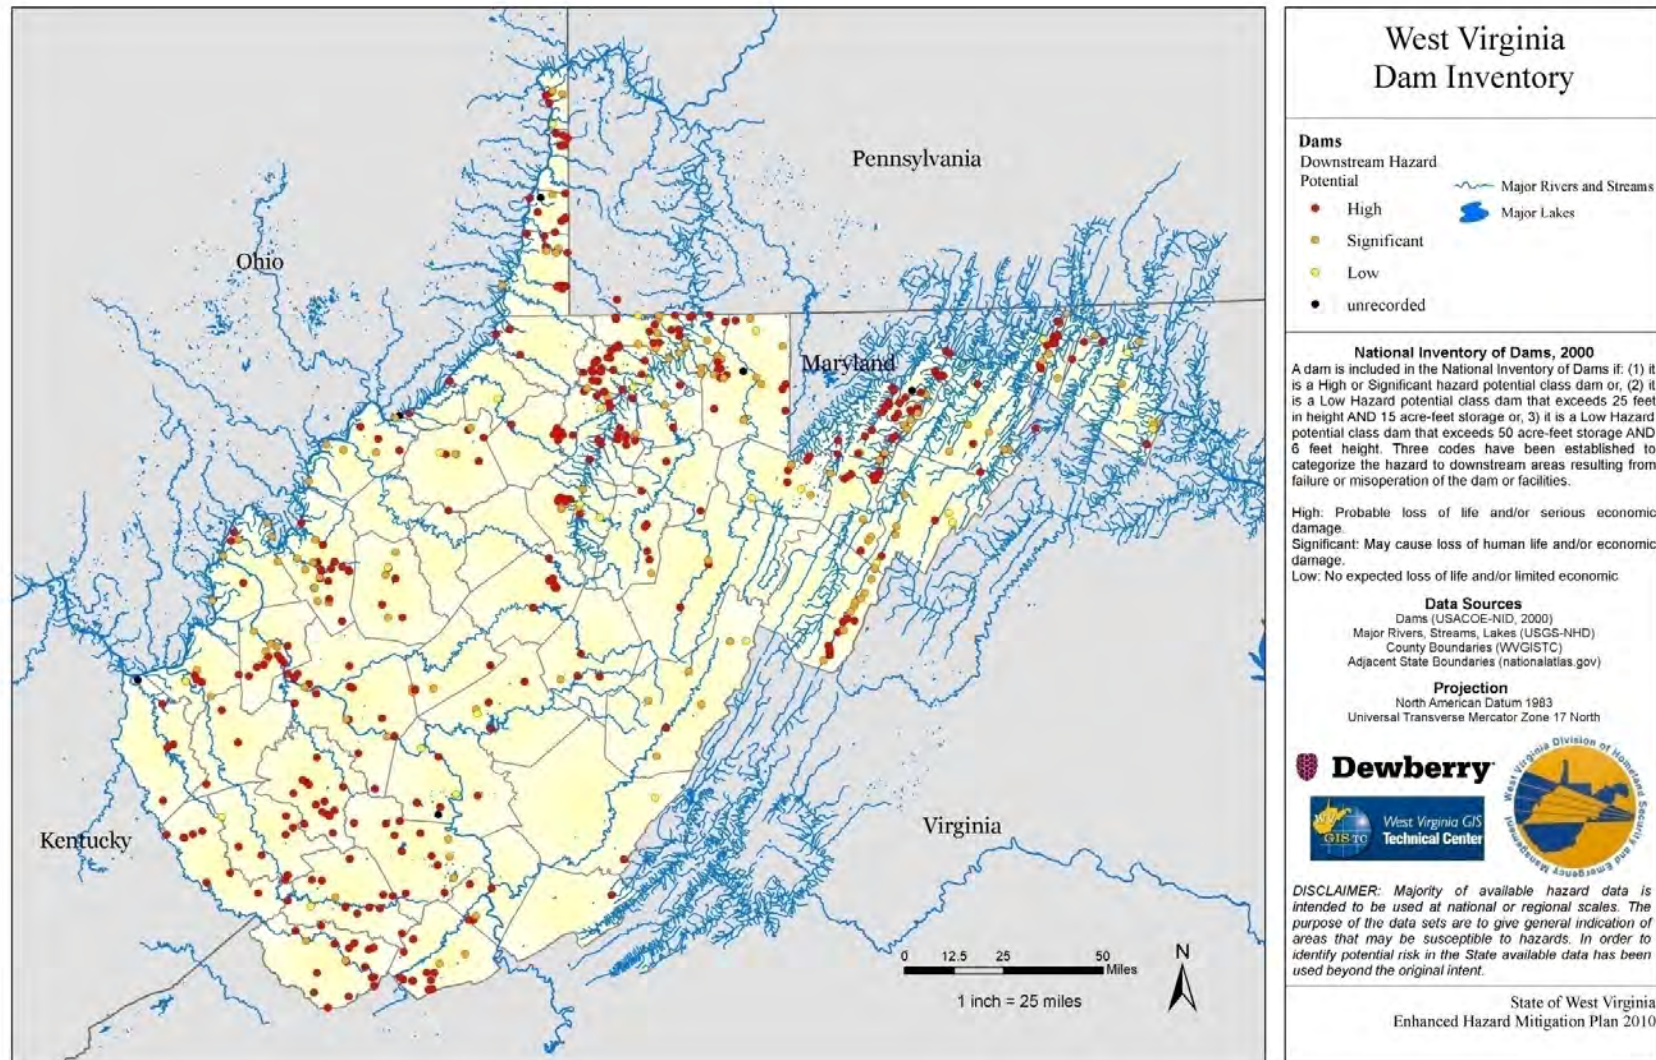 West Virginia
Dam Inventory
Dams
Downstream Hazard
Potential
High
Significant
Low
unrecorded
Major Rivers and Streams
Major Lakes
National Inventory of Dams, 2000
A dam is included in the National Inventory of Dams if: (1) it
is a High or Significant hazard potential class dam or, (2) it
is a Low Hazard potential class dam that exceeds 25 feet
in height AND 15 acre-feet storage or, 3) it is a Low Hazard
potential class dam that exceeds 50 acre-feet storage AND
6 feet height. Three codes have been established to
categorize the hazard to downstream areas resulting from
failure or misoperation of the dam or facilities.
High: Probable loss of life and/or serious economic
damage.
Significant: May cause loss of human life and/or economic
damage.
Low: No expected loss of life and/or limited economic
Data Sources
Dams (USACOE-NID, 2000)
Major Rivers, Streams, Lakes (USGS-NHD)
County Boundaries (WVGISTC)
Adjacent State Boundaries (nationalatlas.gov)
Projection
North American Datum 1983
Universal Transverse Mercator Zone 17 North
Dewberry
WV
GIS TC
West Virginia GIS
Technical Center
West Virginia Division of Homeland Security and Emergency Management
DISCLAIMER: Majority of available hazard data is
intended to be used at national or regional scales. The
purpose of the data sets are to give general indication of
areas that may be susceptible to hazards. In order to
identify potential risk in the State available data has been
used beyond the original intent.
State of West Virginia
Enhanced Hazard Mitigation Plan 2010
Pennsylvania
Ohio
Maryland
Kentucky
Virginia
0 12.5 25 50
Miles
1 inch = 25 miles
N